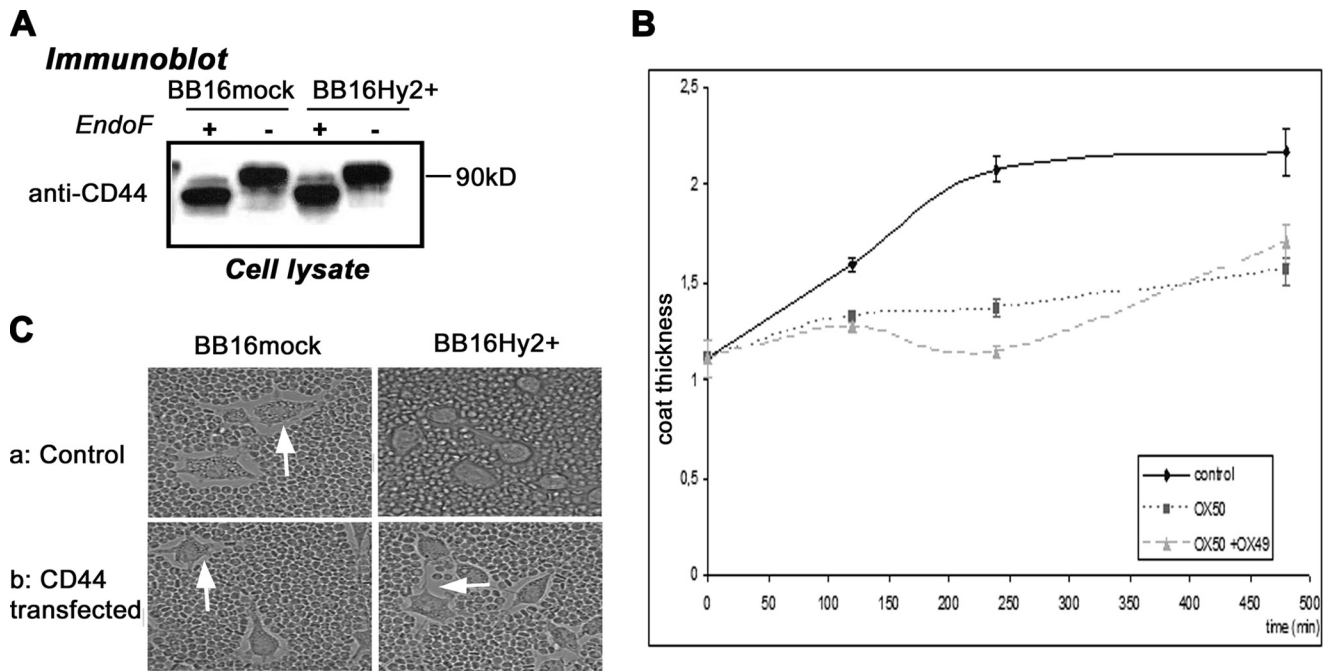 A
Immunoblot
BB16mock BB16Hy2+
EndoF + - + -
anti-CD44
90kD
Cell lysate
B
2,5
2
1,5
1
0,5
0
coat thickness
0 50 100 150 200 250 300 350 400 450 500
time (min)
control
OX50
OX50 +OX49
C
BB16mock BB16Hy2+
a: Control
b: CD44
transfected